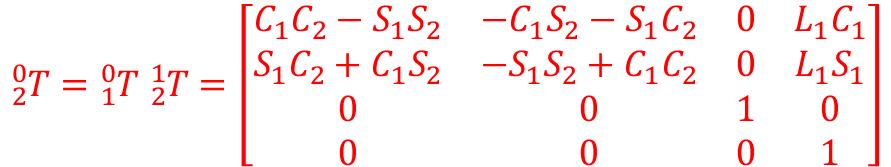 ⁰₂T = ⁰₁T ¹₂T = [C₁C₂ − S₁S₂  −C₁S₂ − S₁C₂  0  L₁C₁
S₁C₂ + C₁S₂  −S₁S₂ + C₁C₂  0  L₁S₁
0  0  1  0
0  0  0  1]